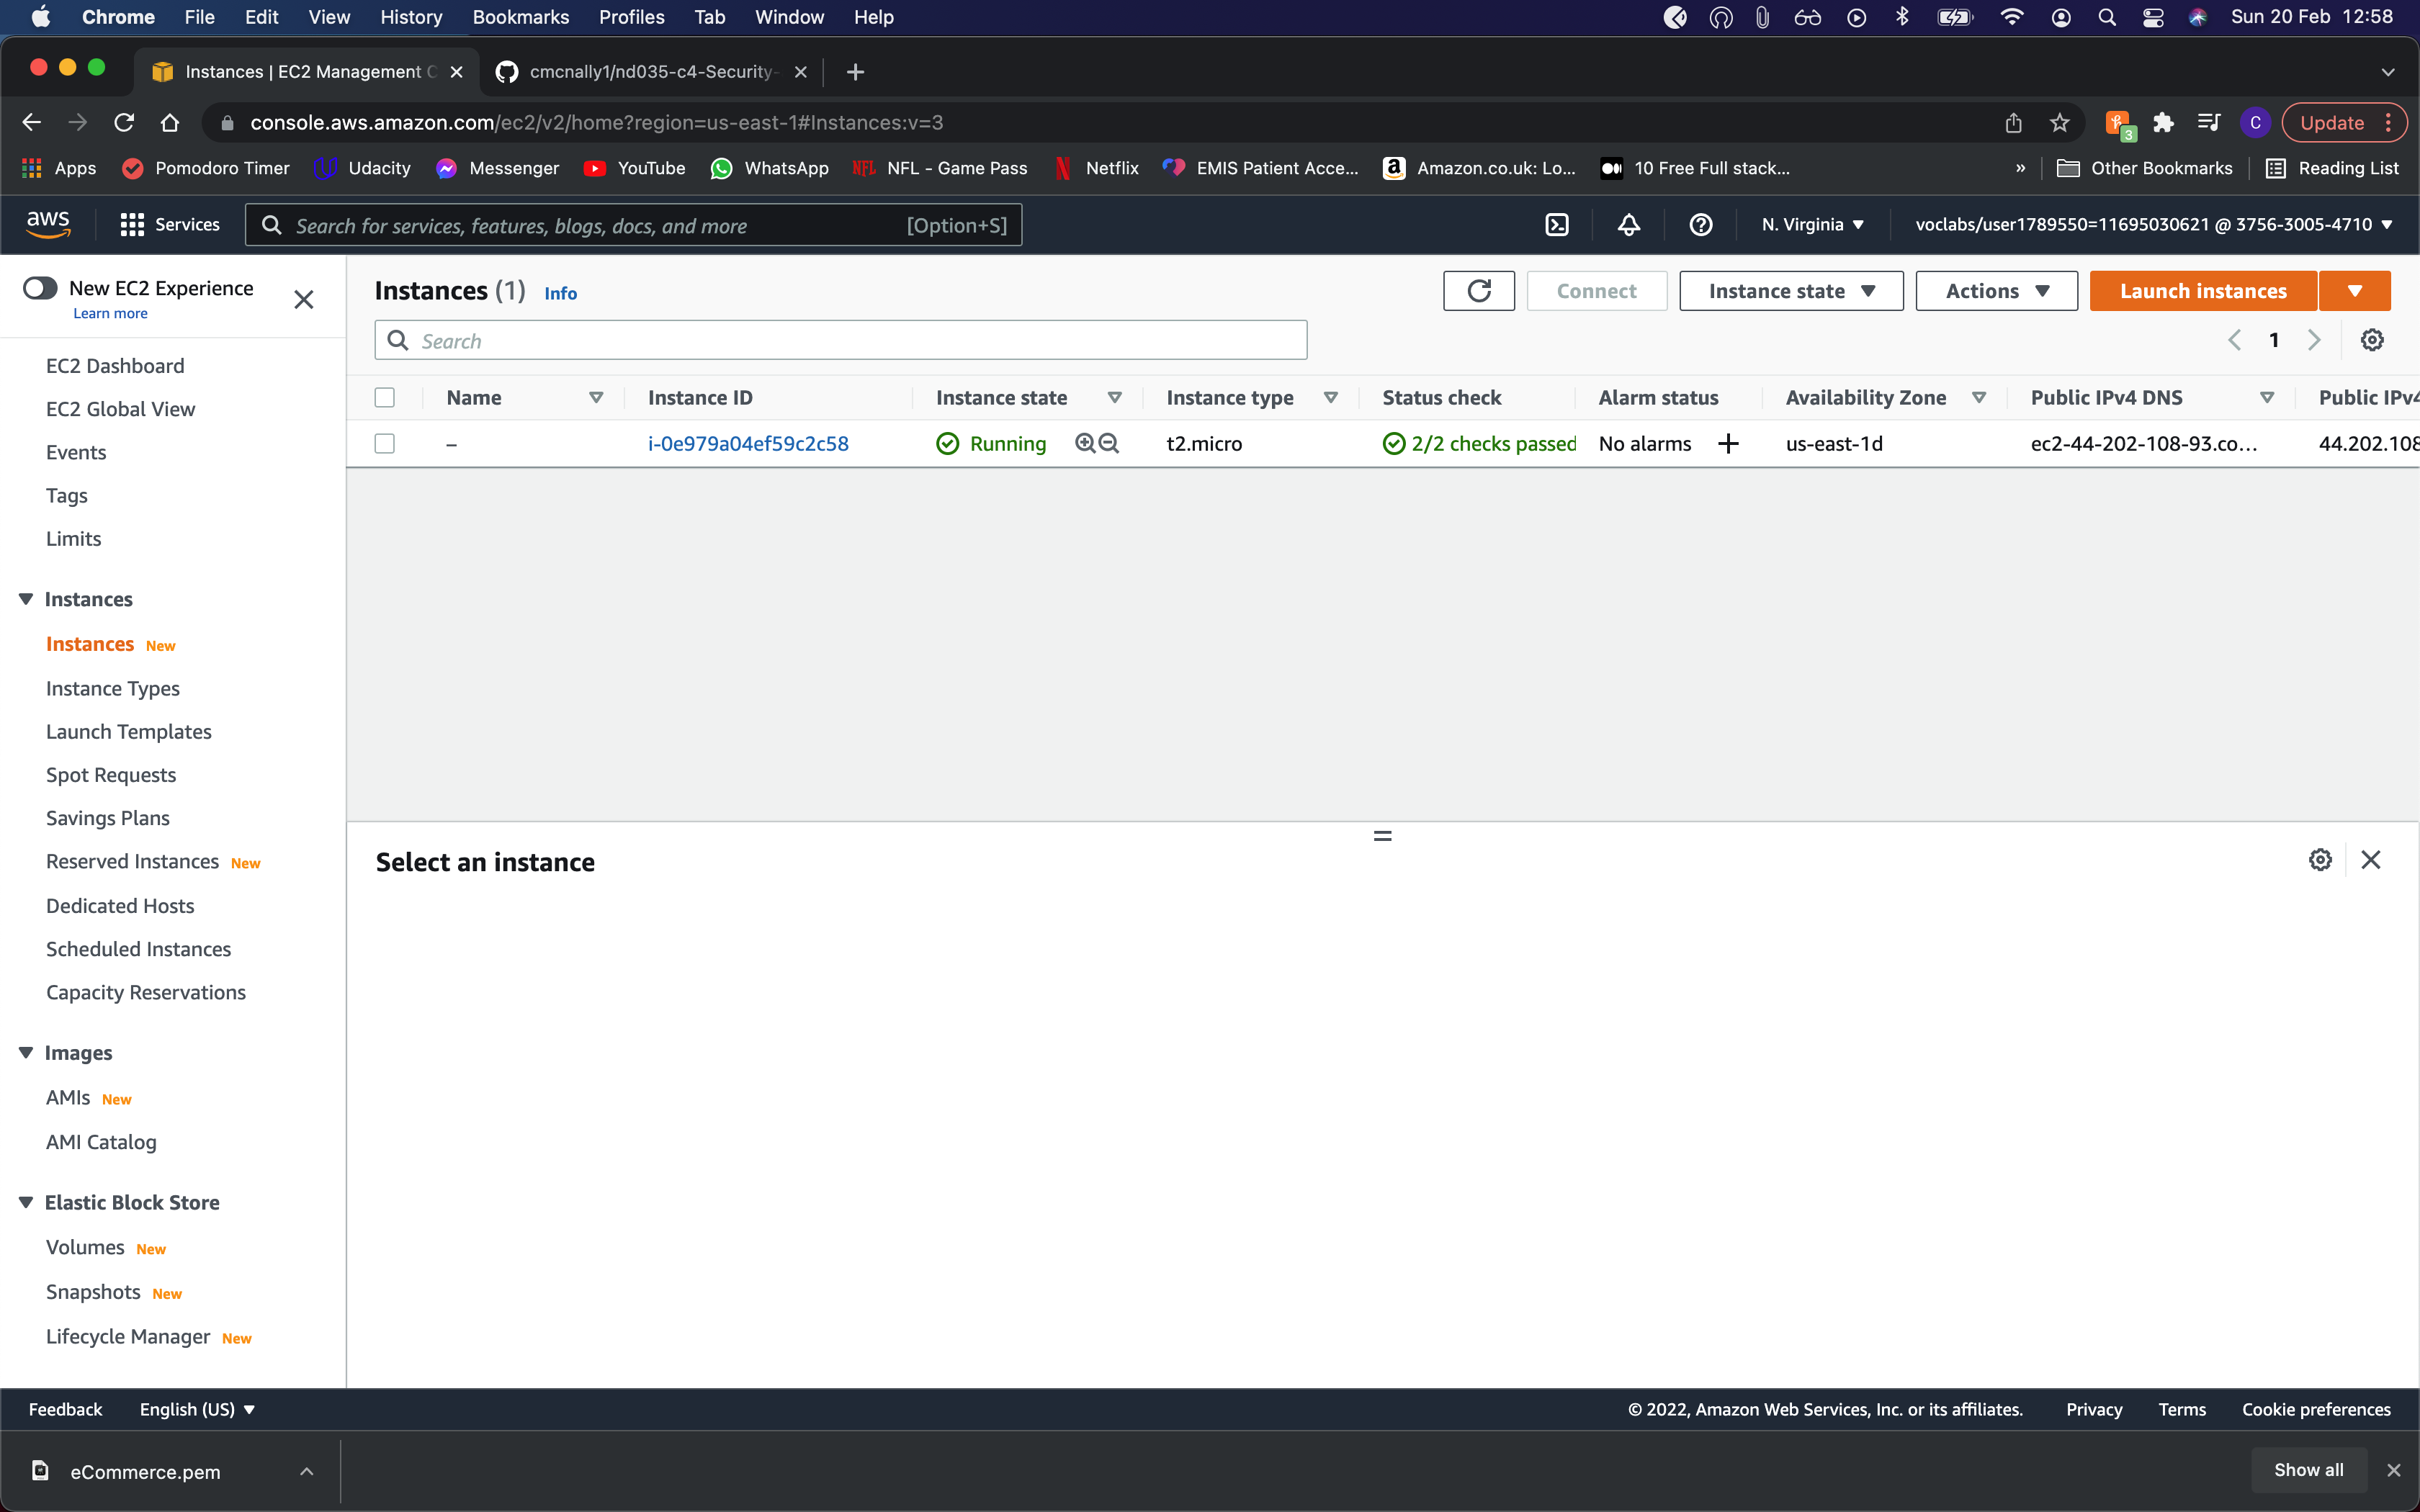 Chrome File Edit View History Bookmarks Profiles Tab Window Help Sun 20 Feb 12:58
Instances | EC2 Management C cmcnally1/nd035-c4-Security-
console.aws.amazon.com/ec2/v2/home?region=us-east-1#Instances:v=3 3 C Update
Apps Pomodoro Timer Udacity Messenger YouTube WhatsApp NFL NFL - Game Pass Netflix EMIS Patient Acce... Amazon.co.uk: Lo... 10 Free Full stack... » Other Bookmarks Reading List
aws Services Search for services, features, blogs, docs, and more [Option+S] N. Virginia voclabs/user1789550=11695030621 @ 3756-3005-4710
New EC2 Experience
Learn more
EC2 Dashboard
EC2 Global View
Events
Tags
Limits
Instances
Instances New
Instance Types
Launch Templates
Spot Requests
Savings Plans
Reserved Instances New
Dedicated Hosts
Scheduled Instances
Capacity Reservations
Images
AMIs New
AMI Catalog
Elastic Block Store
Volumes New
Snapshots New
Lifecycle Manager New
Instances (1) Info Connect Instance state Actions Launch instances
Search 1
Name Instance ID Instance state Instance type Status check Alarm status Availability Zone Public IPv4 DNS Public IPv4
– i-0e979a04ef59c2c58 Running t2.micro 2/2 checks passed No alarms us-east-1d ec2-44-202-108-93.co... 44.202.108
Select an instance
Feedback English (US) © 2022, Amazon Web Services, Inc. or its affiliates. Privacy Terms Cookie preferences
eCommerce.pem Show all